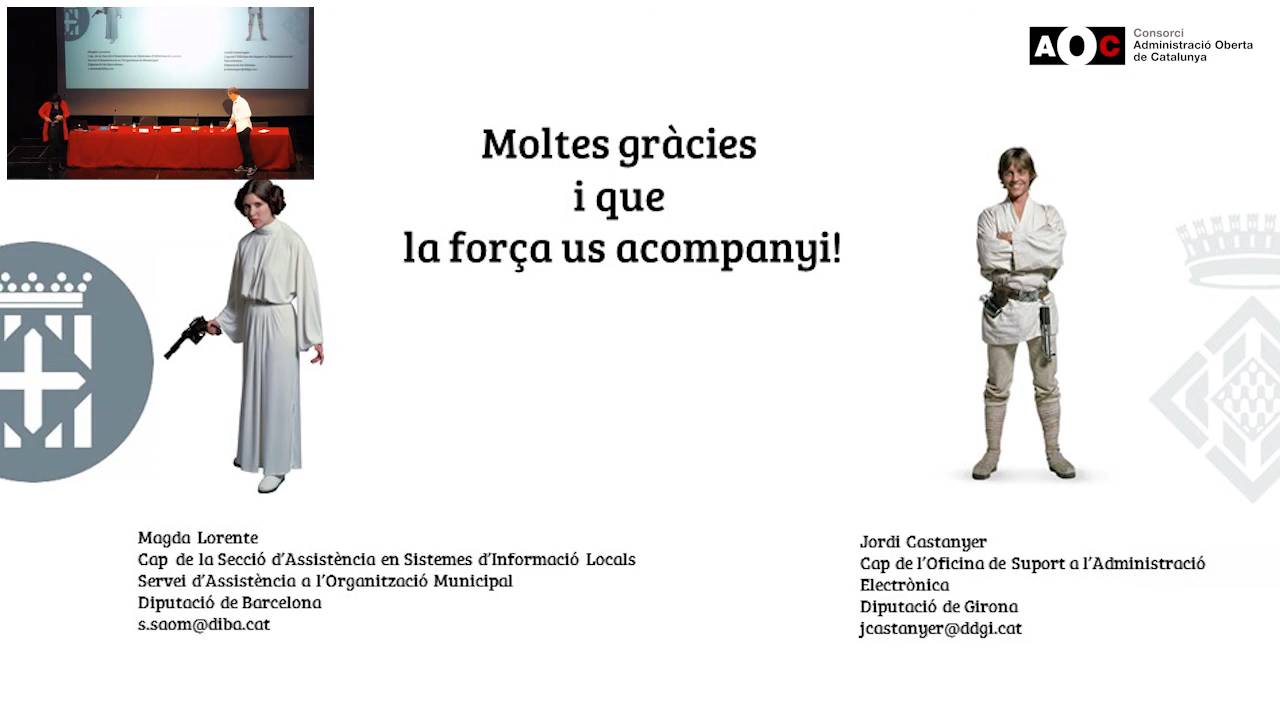 AOC
Consorci
Administració Oberta
de Catalunya
Moltes gràcies
i que
la força us acompanyi!
Magda Lorente
Cap de la Secció d'Assistència en Sistemes d'Informació Locals
Servei d'Assistència a l'Organització Municipal
Diputació de Barcelona
s.saom@diba.cat
Jordi Castanyer
Cap de l'Oficina de Suport a l'Administració
Electrònica
Diputació de Girona
jcastanyer@ddgi.cat